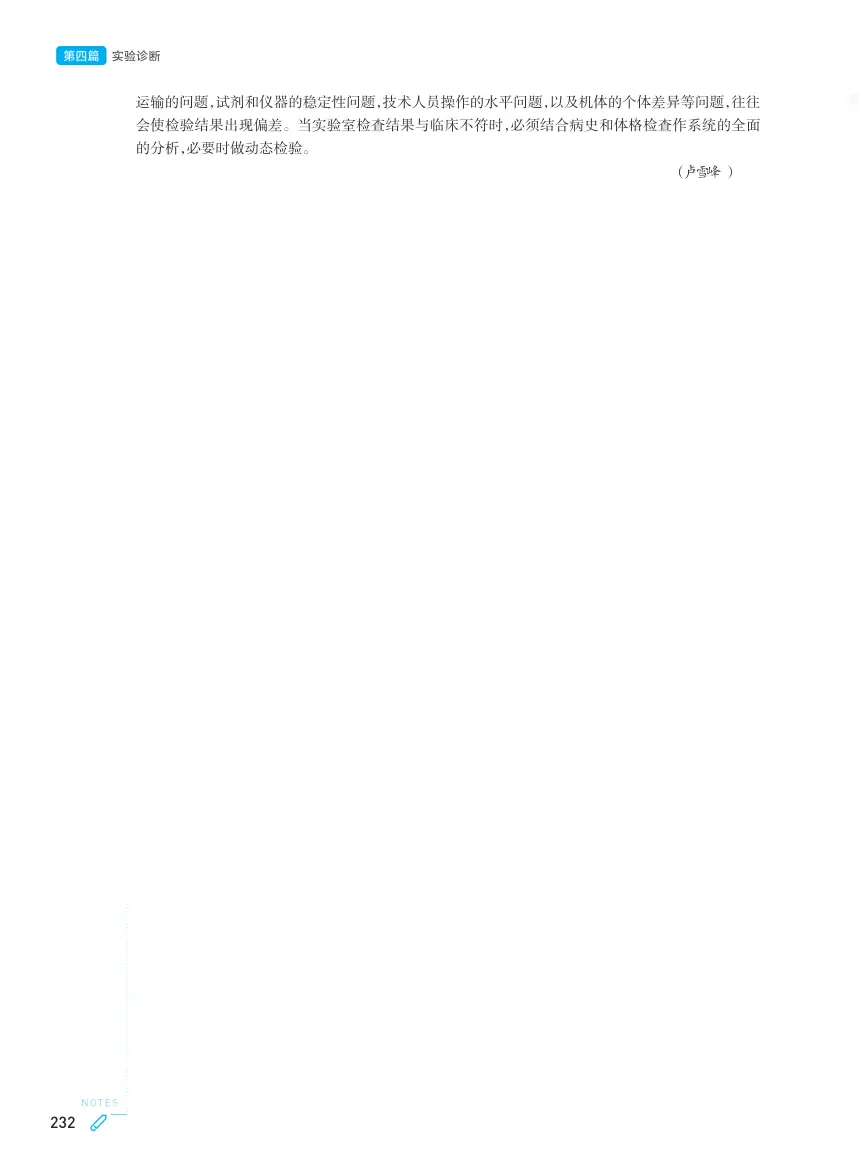 第四篇 实验诊断
运输的问题,试剂和仪器的稳定性问题,技术人员操作的水平问题,以及机体的个体差异等问题,往往
会使检验结果出现偏差。当实验室检查结果与临床不符时,必须结合病史和体格检查作系统的全面
的分析,必要时做动态检验。
（卢雪峰 ）
NOTES
232